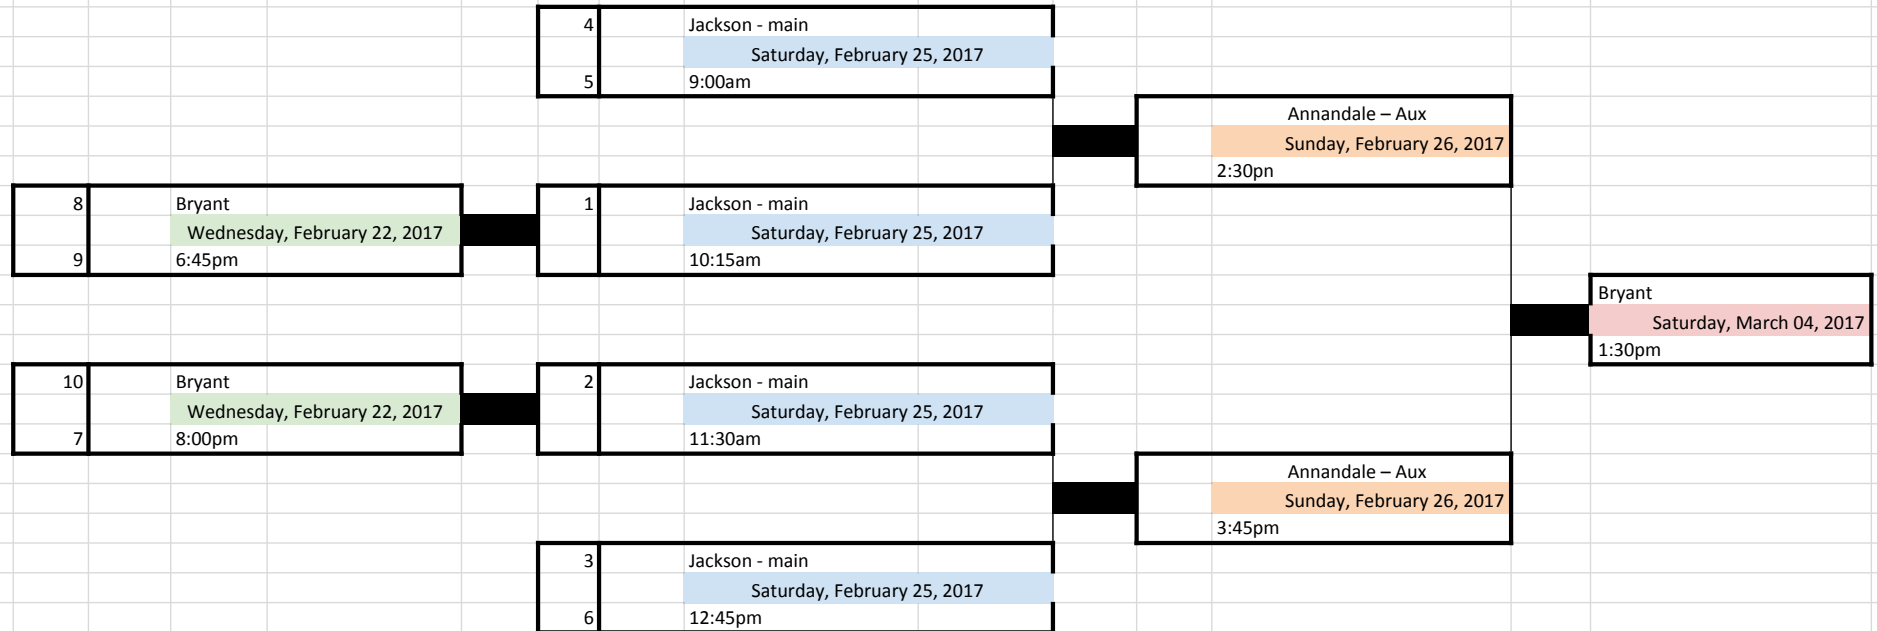 4 Jackson - main
Saturday, February 25, 2017
5 9:00am
Annandale – Aux
Sunday, February 26, 2017
2:30pn
8 Bryant
Wednesday, February 22, 2017
9 6:45pm
1 Jackson - main
Saturday, February 25, 2017
10:15am
Bryant
Saturday, March 04, 2017
1:30pm
10 Bryant
Wednesday, February 22, 2017
7 8:00pm
2 Jackson - main
Saturday, February 25, 2017
11:30am
Annandale – Aux
Sunday, February 26, 2017
3:45pm
3 Jackson - main
Saturday, February 25, 2017
6 12:45pm